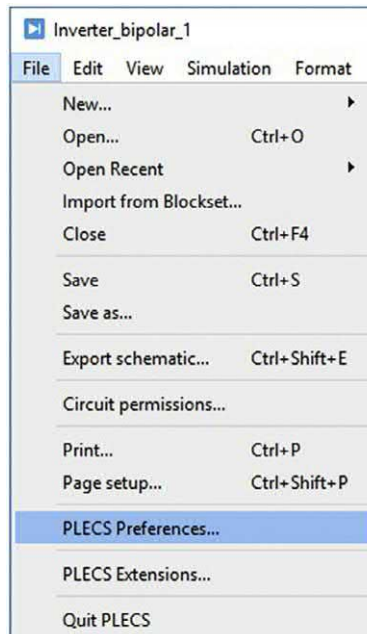 Inverter_bipolar_1
File Edit View Simulation Format
New...
Open... Ctrl+O
Open Recent
Import from Blockset...
Close Ctrl+F4
Save Ctrl+S
Save as...
Export schematic... Ctrl+Shift+E
Circuit permissions...
Print... Ctrl+P
Page setup... Ctrl+Shift+P
PLECS Preferences...
PLECS Extensions...
Quit PLECS